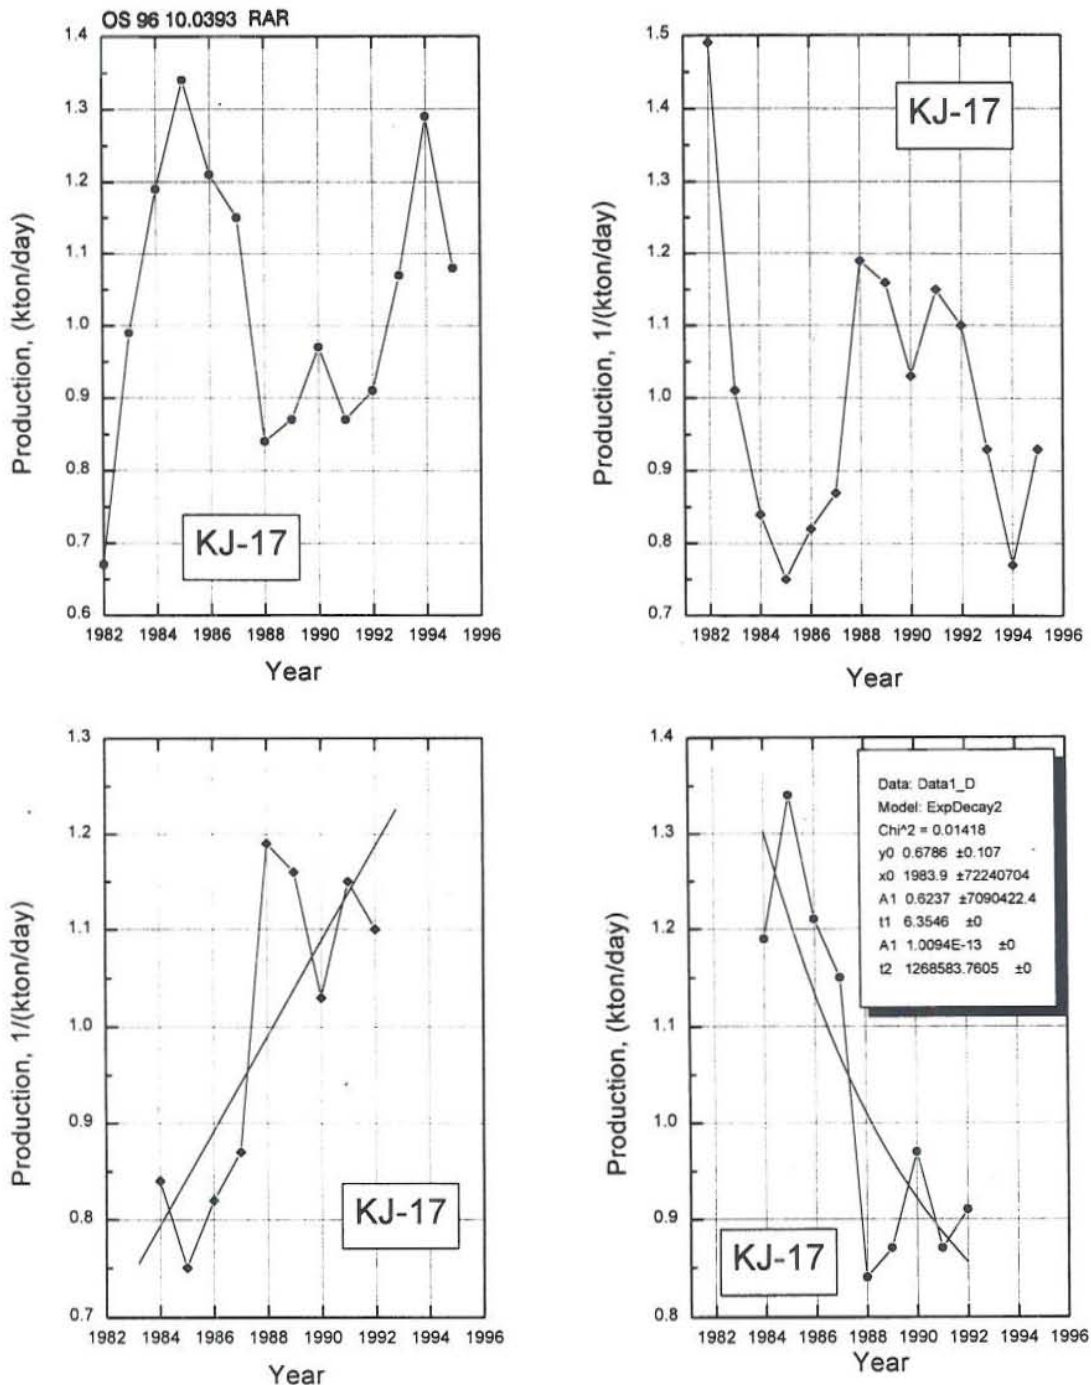 OS 96 10.0393 RAR
Production, (kton/day)
1.4
1.3
1.2
1.1
1.0
0.9
0.8
0.7
0.6
KJ-17
1982 1984 1986 1988 1990 1992 1994 1996
Year
Production, 1/(kton/day)
1.5
1.4
1.3
1.2
1.1
1.0
0.9
0.8
0.7
KJ-17
1982 1984 1986 1988 1990 1992 1994 1996
Year
Production, 1/(kton/day)
1.3
1.2
1.1
1.0
0.9
0.8
0.7
KJ-17
1982 1984 1986 1988 1990 1992 1994 1996
Year
Production, (kton/day)
1.4
1.3
1.2
1.1
1.0
0.9
0.8
Data: Data1_D
Model: ExpDecay2
Chi^2 = 0.01418
y0 0.6786 ±0.107
x0 1983.9 ±72240704
A1 0.6237 ±7090422.4
t1 6.3546 ±0
A1 1.0094E-13 ±0
t2 1268583.7605 ±0
KJ-17
1982 1984 1986 1988 1990 1992 1994 1996
Year